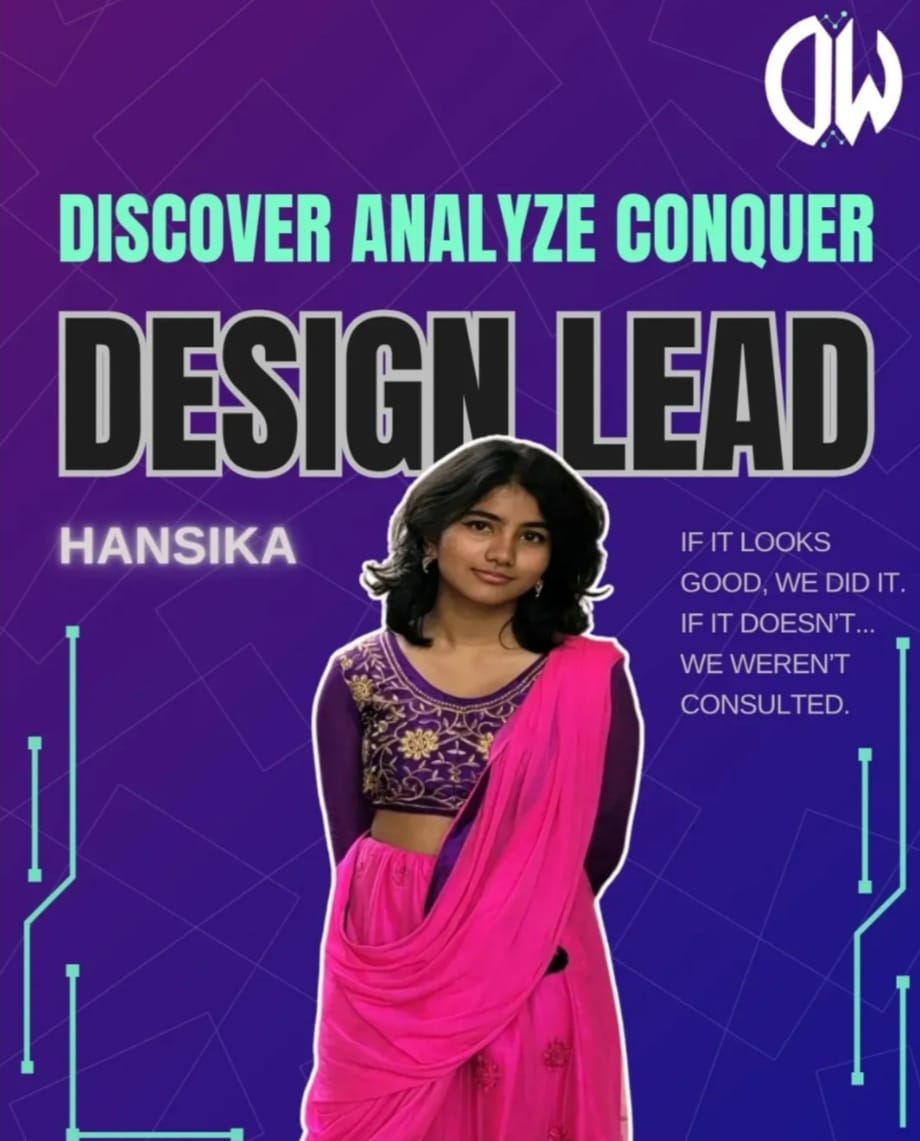 DW
DISCOVER ANALYZE CONQUER
DESIGN LEAD
HANSIKA
IF IT LOOKS
GOOD, WE DID IT.
IF IT DOESN'T...
WE WEREN'T
CONSULTED.